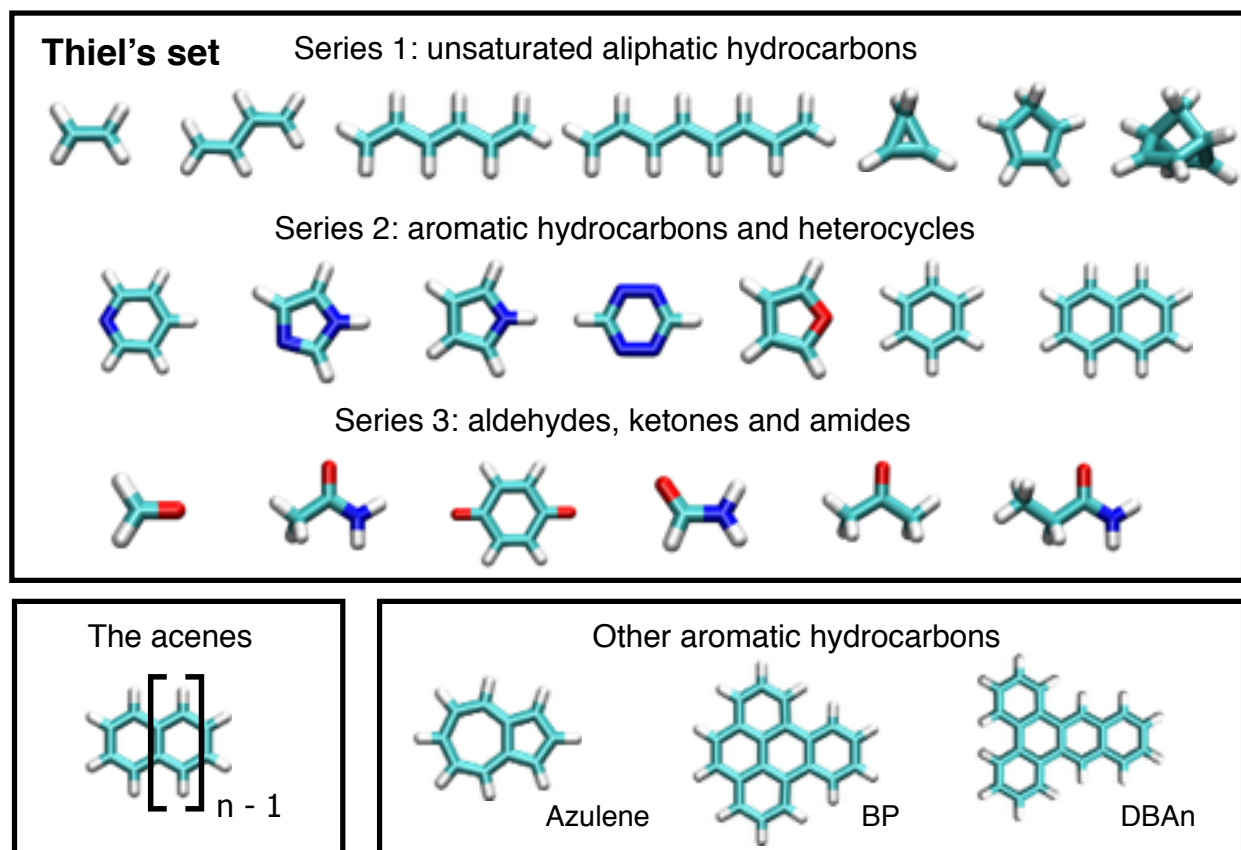 Thiel's set
Series 1: unsaturated aliphatic hydrocarbons
Series 2: aromatic hydrocarbons and heterocycles
Series 3: aldehydes, ketones and amides
The acenes
n - 1
Other aromatic hydrocarbons
Azulene
BP
DBAn